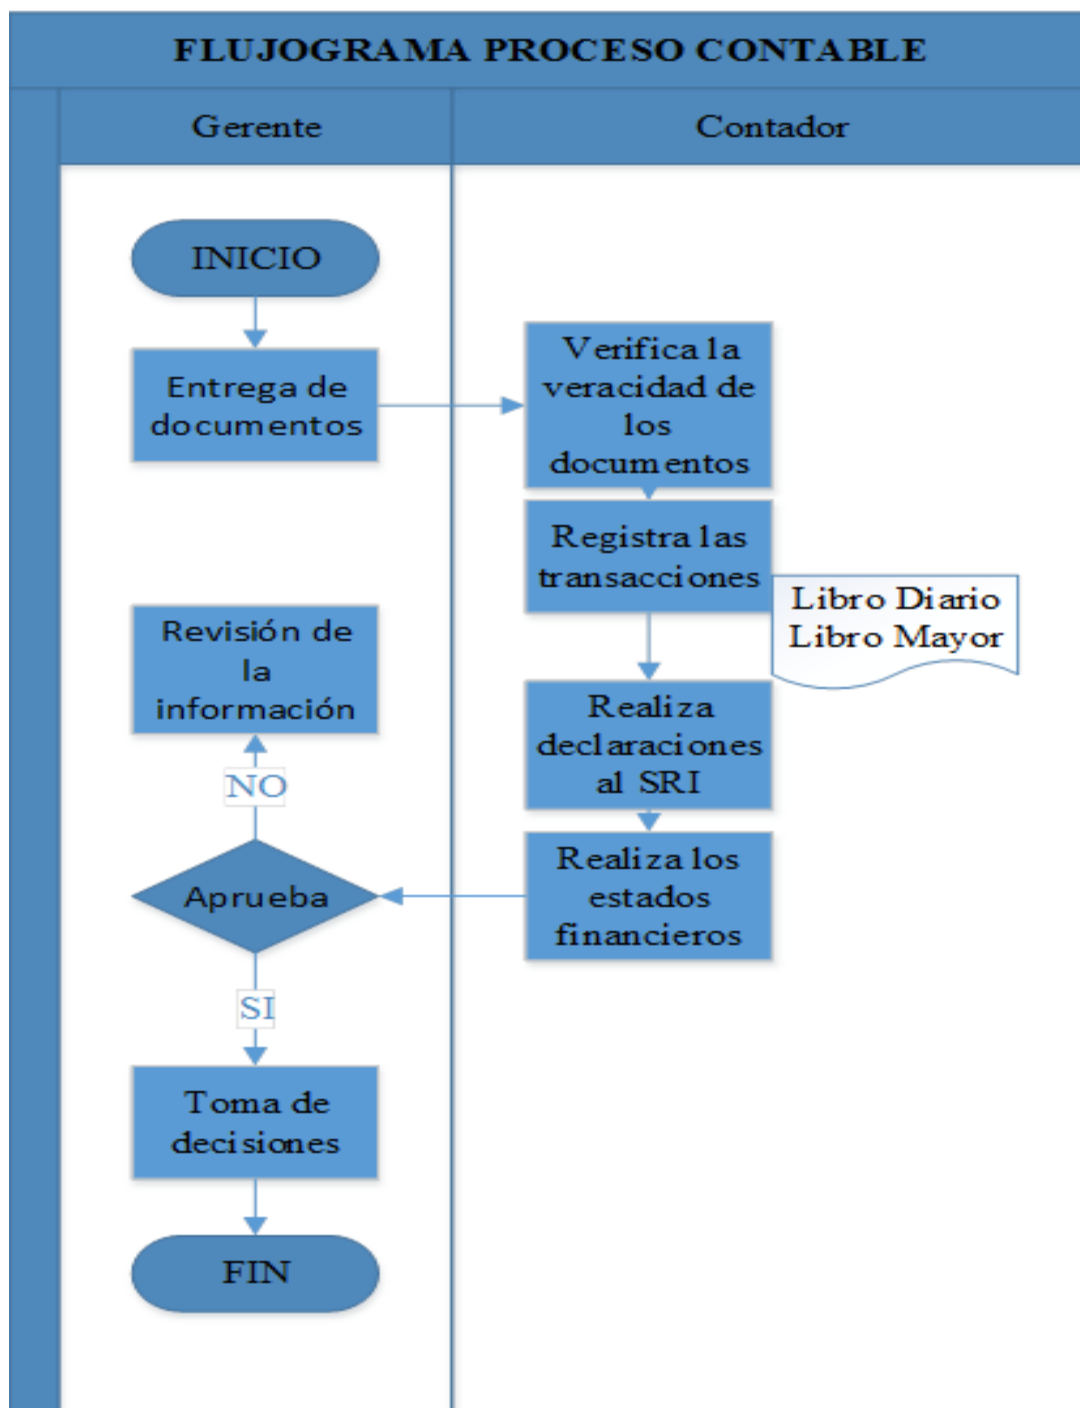 FLUJOGRAMA PROCESO CONTABLE
Gerente
Contador
INICIO
Entrega de
documentos
Verifica la
veracidad de
los
documentos
Registra las
transacciones
Libro Diario
Libro Mayor
Realiza
declaraciones
al SRI
Realiza los
estados
financieros
Revisión de
la
información
NO
Aprueba
SI
Toma de
decisiones
FIN